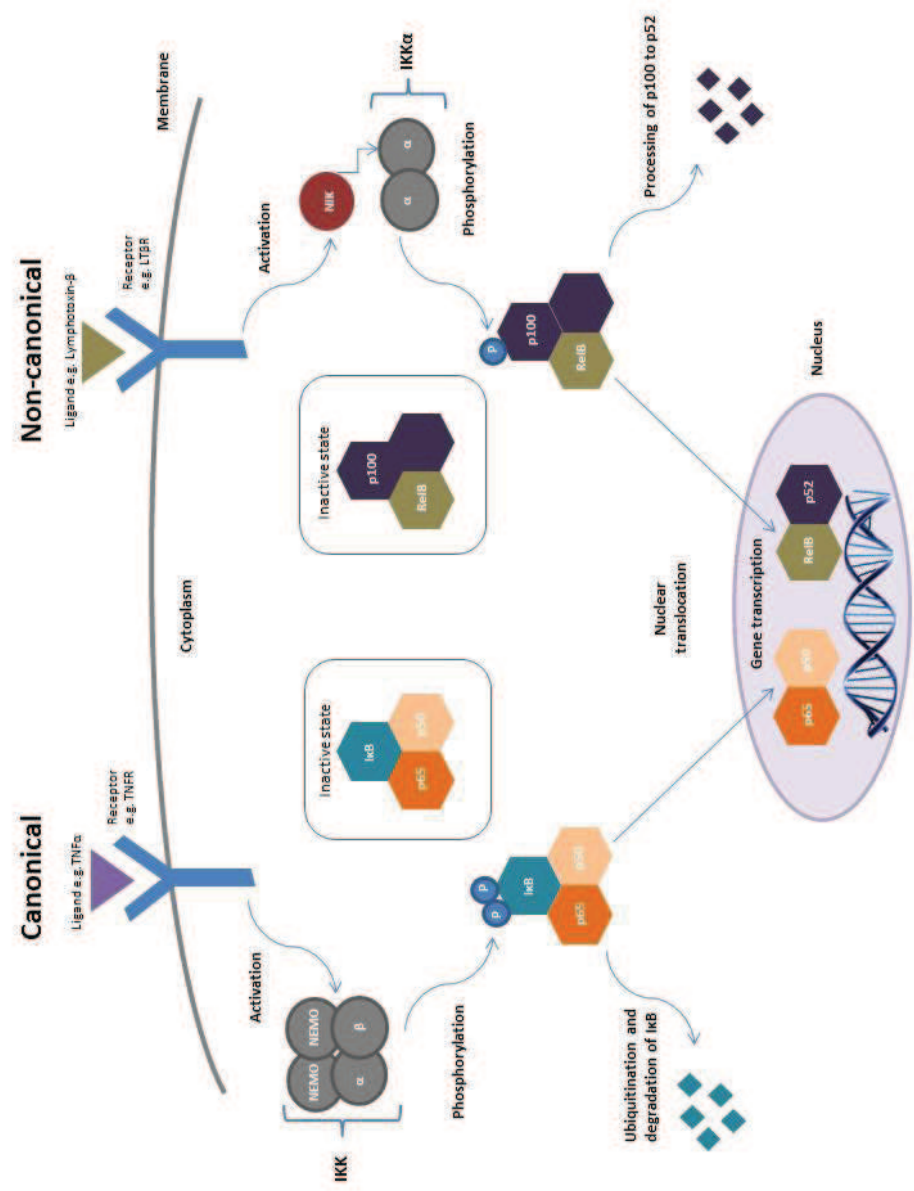 Canonical
Non-canonical
Ligand e.g. TNFα
Receptor
e.g. TNFR
Ligand e.g. Lymphotoxin-β
Receptor
e.g. LTβR
Membrane
Cytoplasm
Activation
Activation
IKK
NEMO
NEMO
α
β
Inactive state
IκB
p65
p50
Inactive state
p100
RelB
NIK
α
α
IKKα
Phosphorylation
Phosphorylation
P
P
IκB
p65
p50
P
p100
RelB
Ubiquitination and
degradation of IκB
Nuclear
translocation
Processing of p100 to p52
Gene transcription
p65
p50
RelB
p52
Nucleus